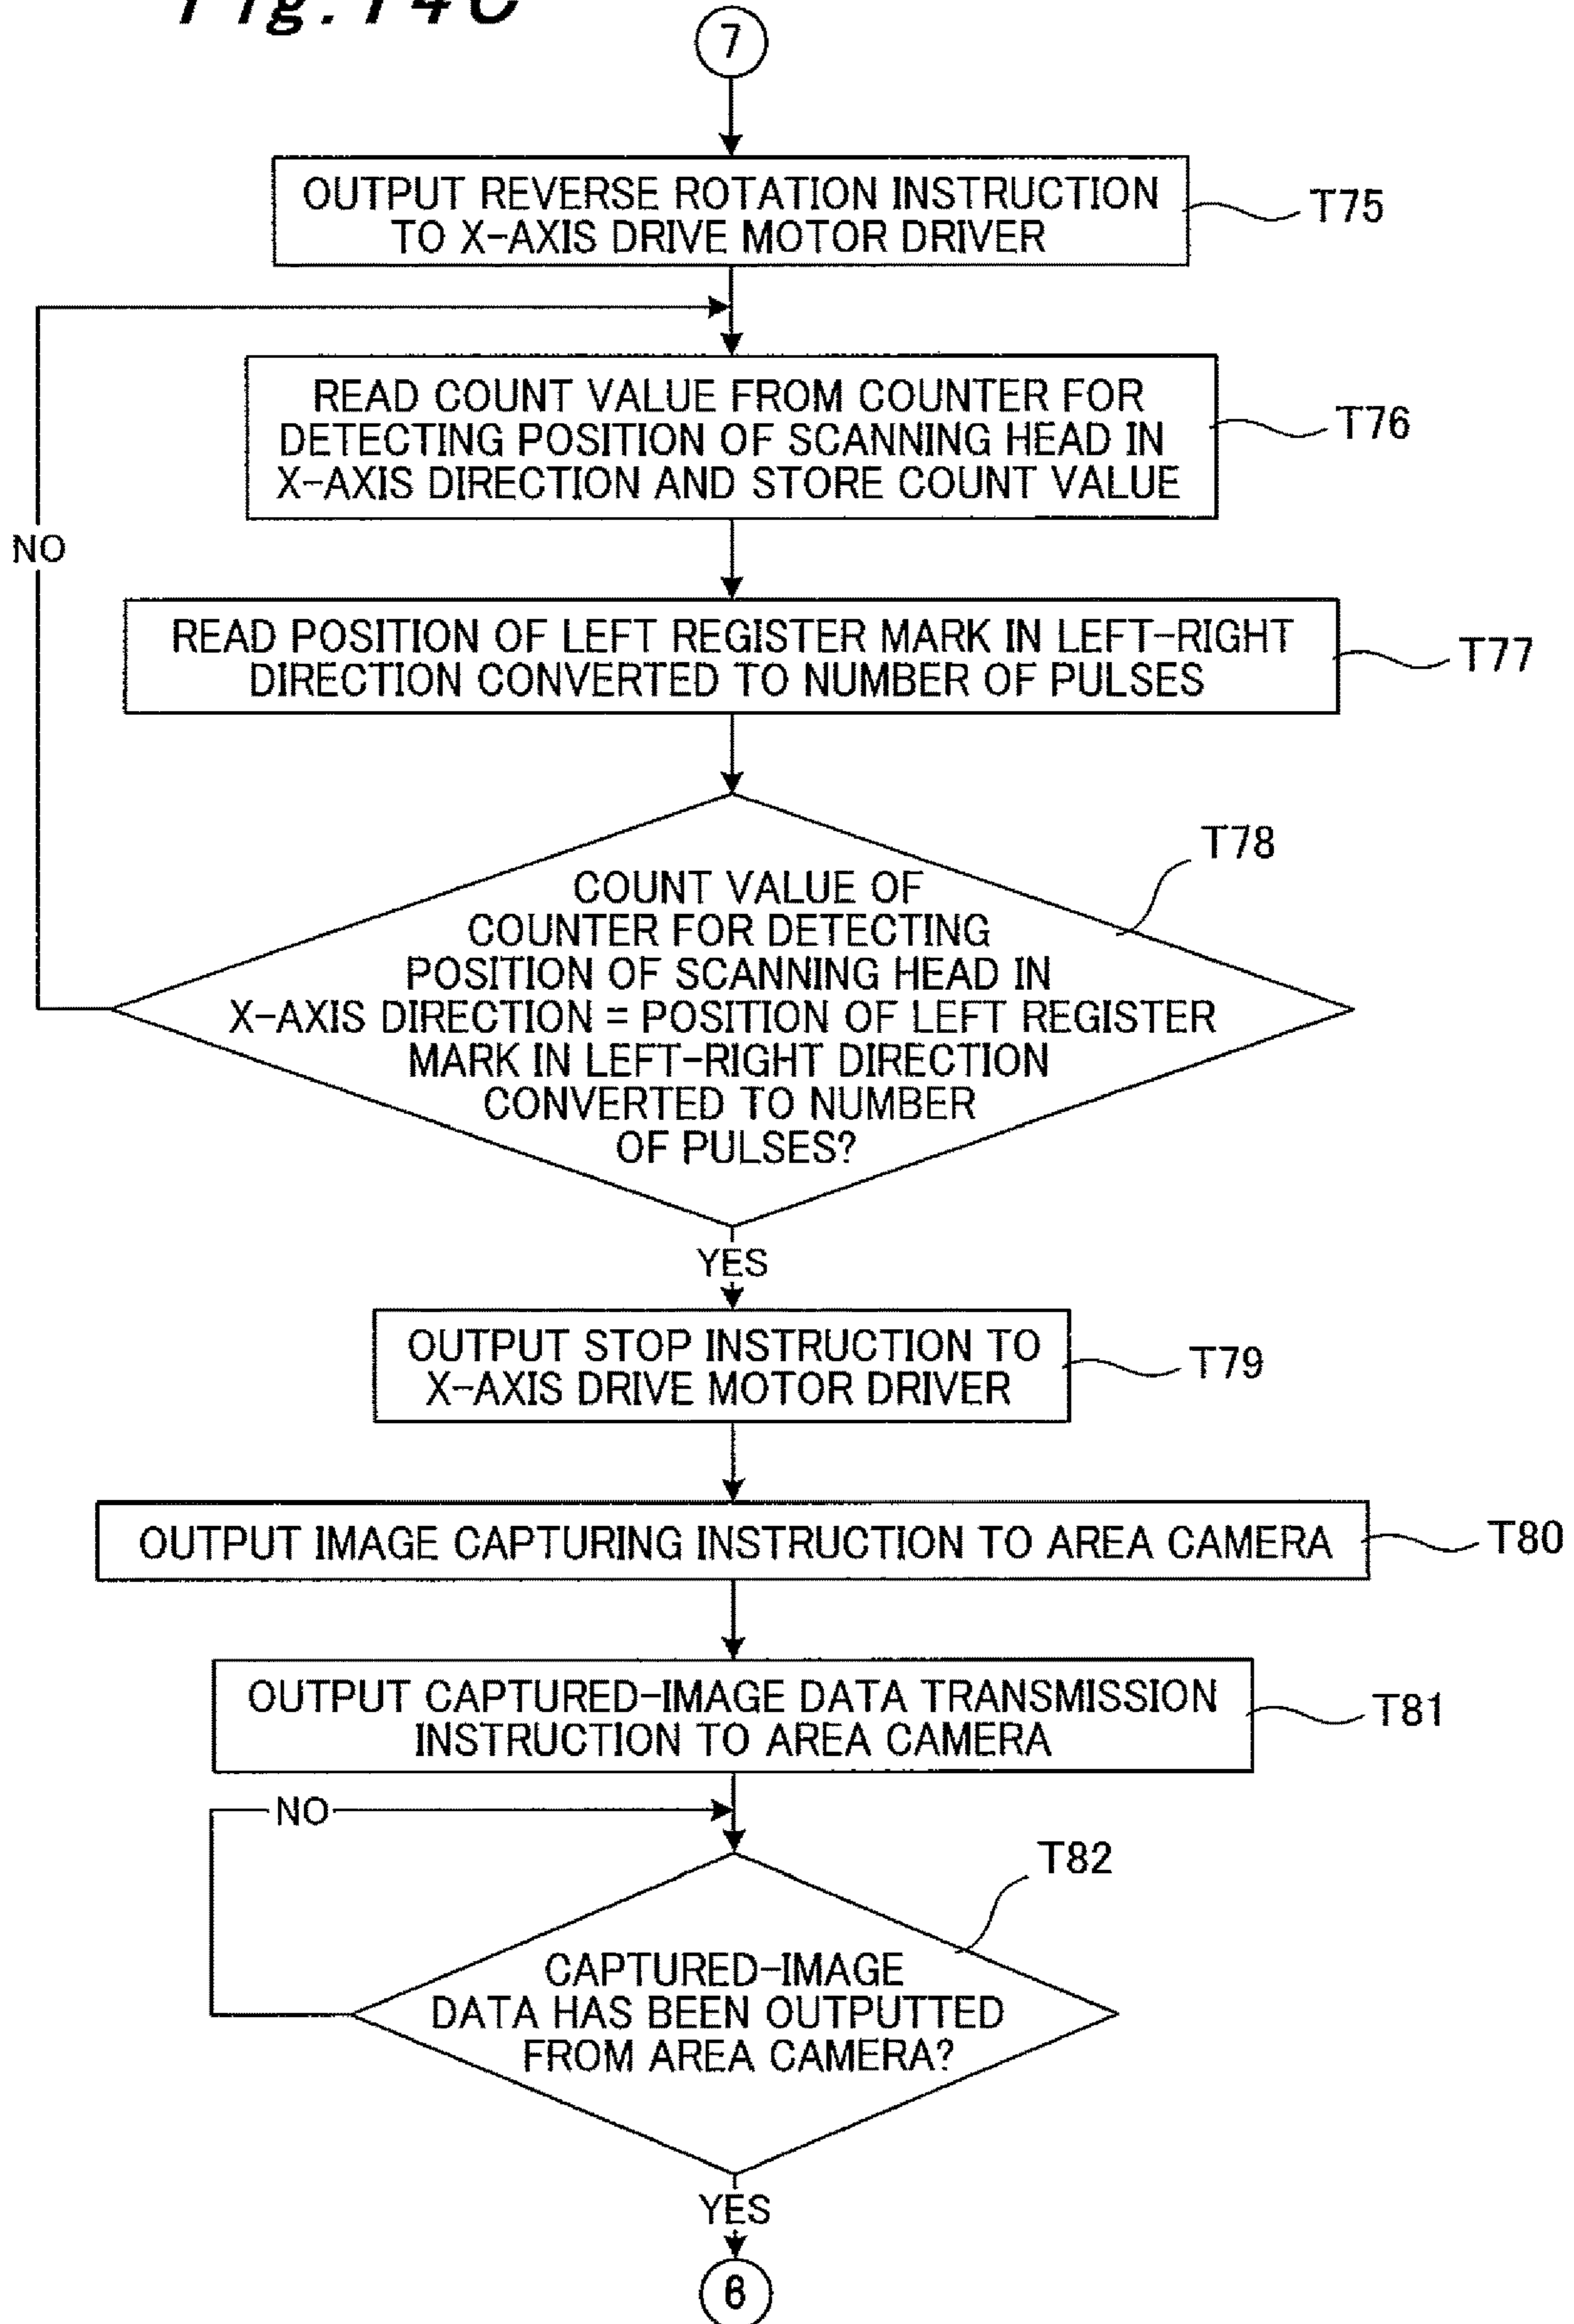 Fig. 14C
7
OUTPUT REVERSE ROTATION INSTRUCTION
TO X-AXIS DRIVE MOTOR DRIVER
T75
READ COUNT VALUE FROM COUNTER FOR
DETECTING POSITION OF SCANNING HEAD IN
X-AXIS DIRECTION AND STORE COUNT VALUE
T76
NO
READ POSITION OF LEFT REGISTER MARK IN LEFT-RIGHT
DIRECTION CONVERTED TO NUMBER OF PULSES
T77
T78
COUNT VALUE OF
COUNTER FOR DETECTING
POSITION OF SCANNING HEAD IN
X-AXIS DIRECTION = POSITION OF LEFT REGISTER
MARK IN LEFT-RIGHT DIRECTION
CONVERTED TO NUMBER
OF PULSES?
YES
OUTPUT STOP INSTRUCTION TO
X-AXIS DRIVE MOTOR DRIVER
T79
OUTPUT IMAGE CAPTURING INSTRUCTION TO AREA CAMERA
T80
OUTPUT CAPTURED-IMAGE DATA TRANSMISSION
INSTRUCTION TO AREA CAMERA
T81
NO
T82
CAPTURED-IMAGE
DATA HAS BEEN OUTPUTTED
FROM AREA CAMERA?
YES